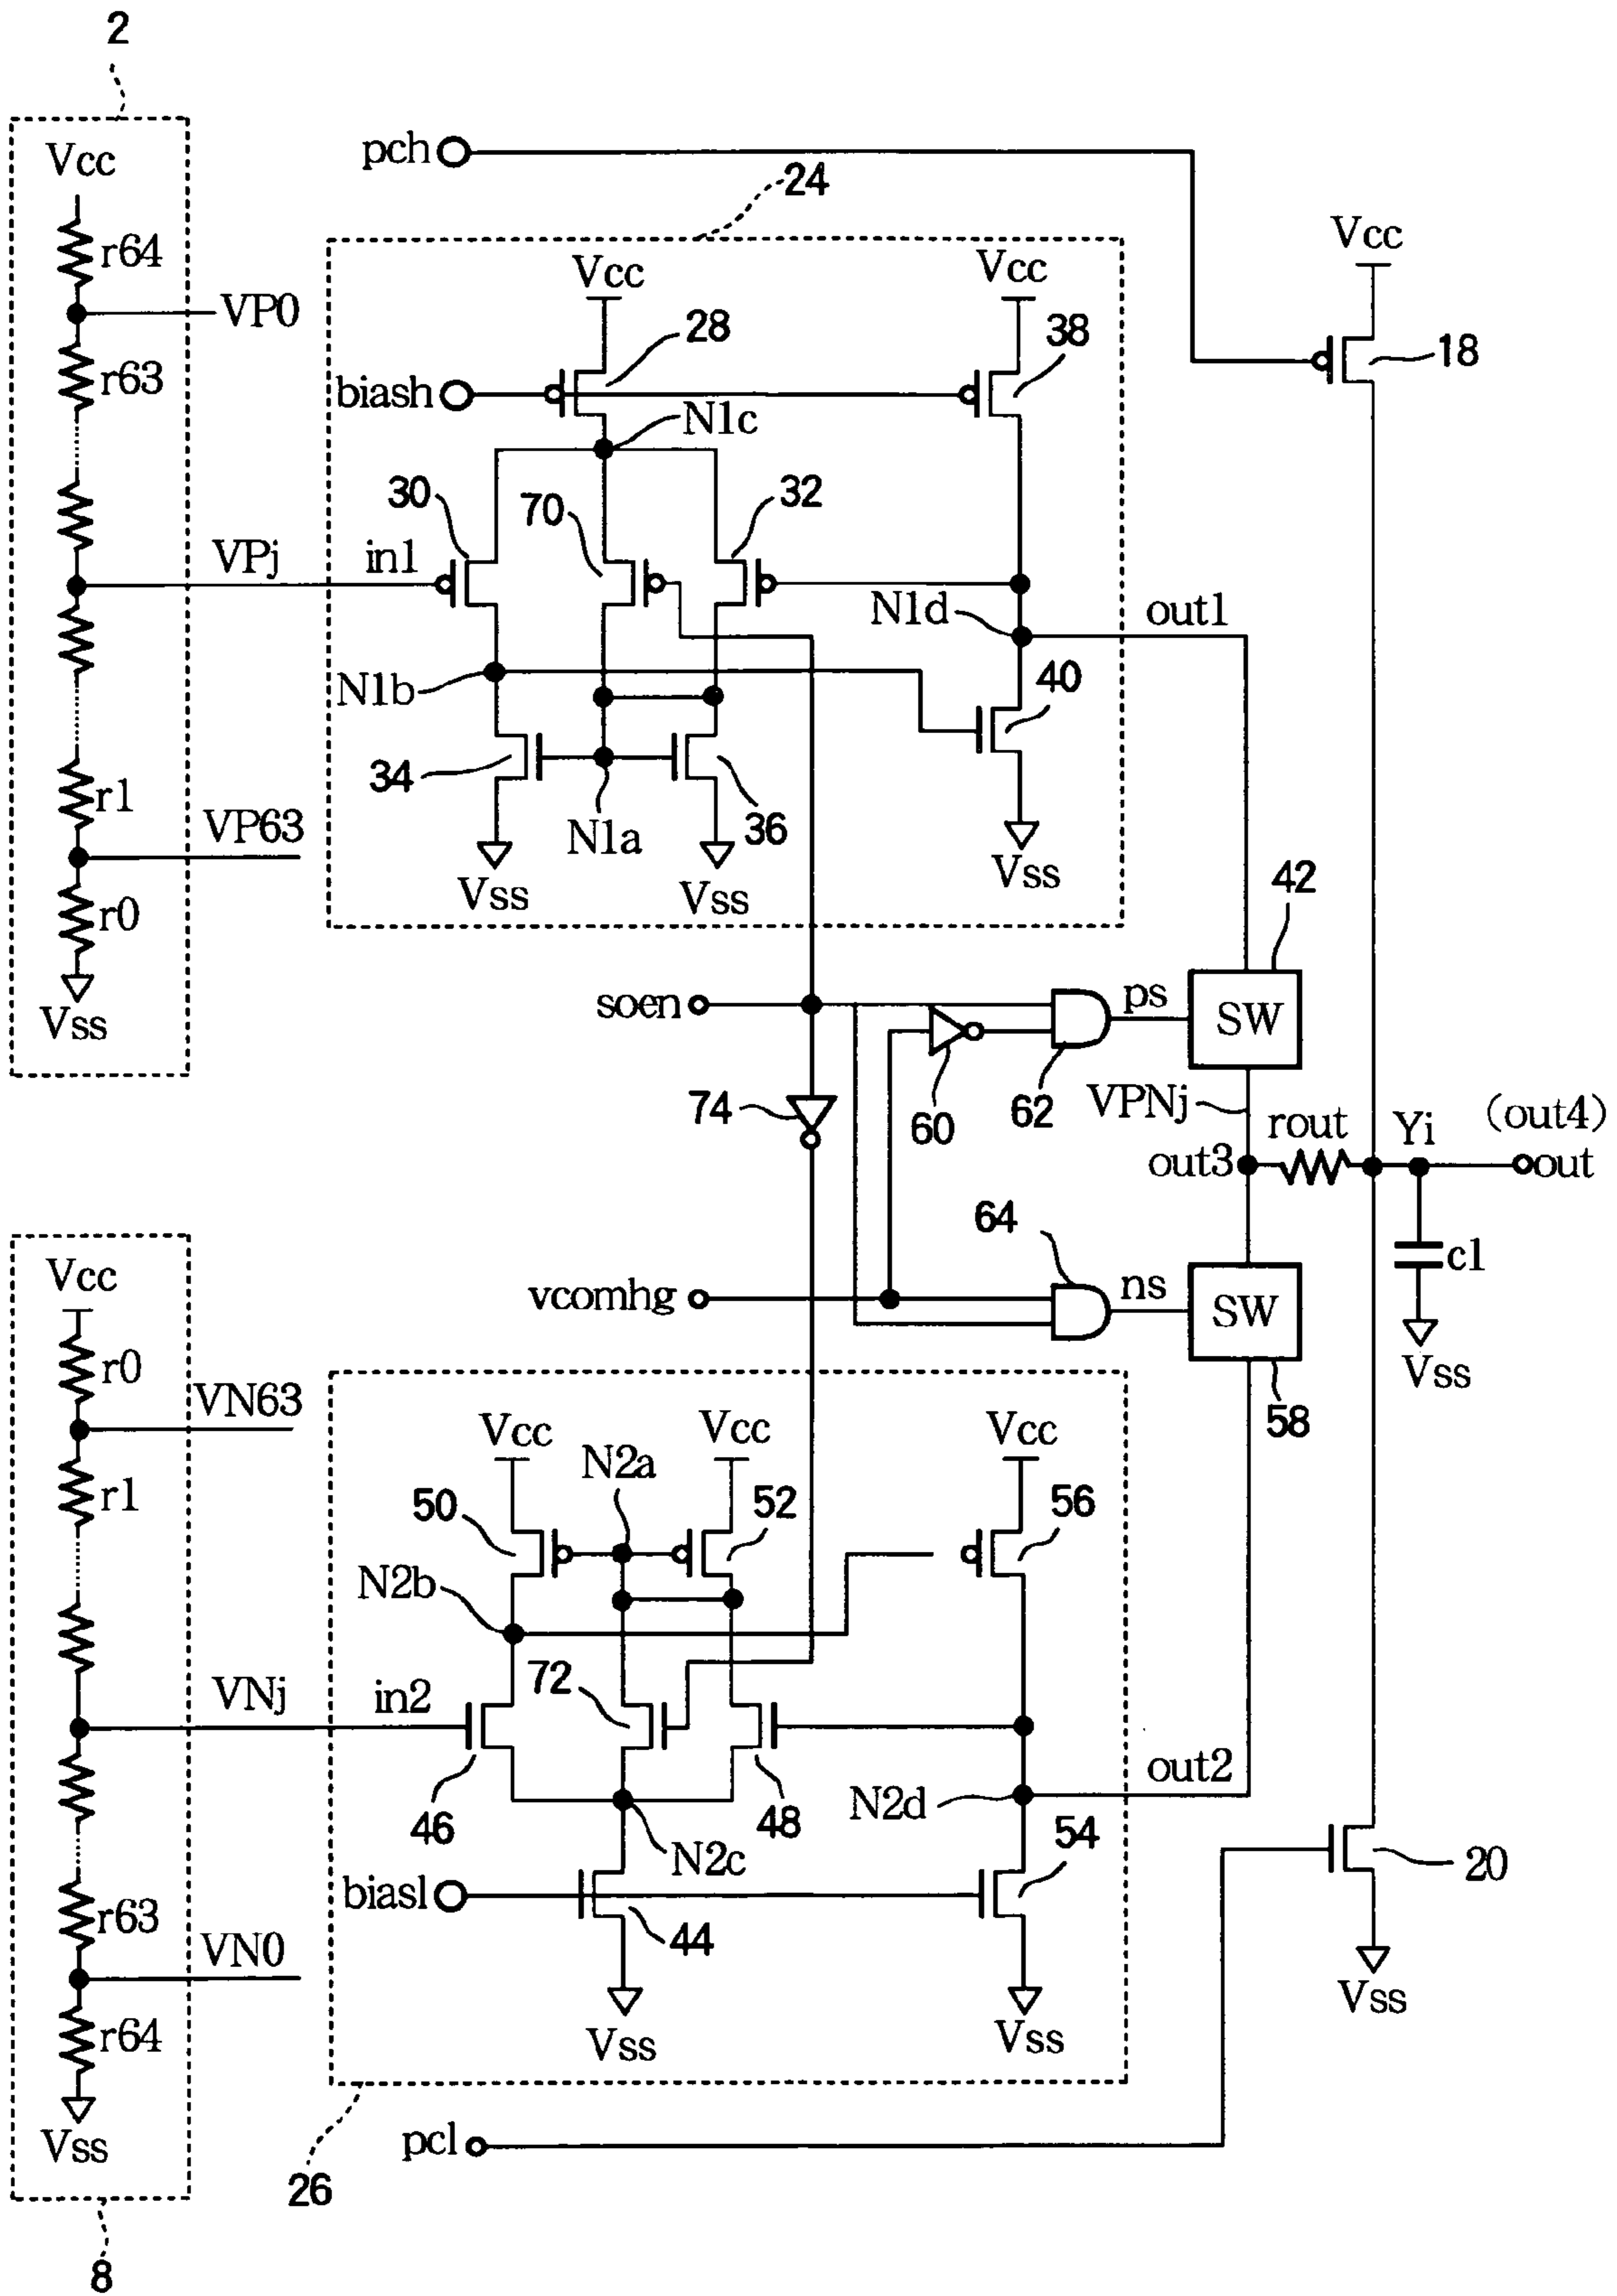 2
Vcc
r64
VP0
r63
VPj
r1
VP63
r0
Vss
pch
24
Vcc
28
biash
N1c
Vcc
38
30
70
32
in1
N1d
out1
N1b
40
34
N1a
36
Vss
Vss
Vss
Vcc
18
42
soen
ps
SW
74
60
62
VPNj
rout
Yi
(out4)
out3
out
64
vcomhg
ns
SW
c1
Vss
58
Vcc
r0
VN63
r1
VNj
r63
VN0
r64
Vss
8
Vcc
N2a
Vcc
Vcc
50
52
56
N2b
72
in2
46
48
N2d
out2
N2c
54
biasl
44
Vss
Vss
20
Vss
26
pcl